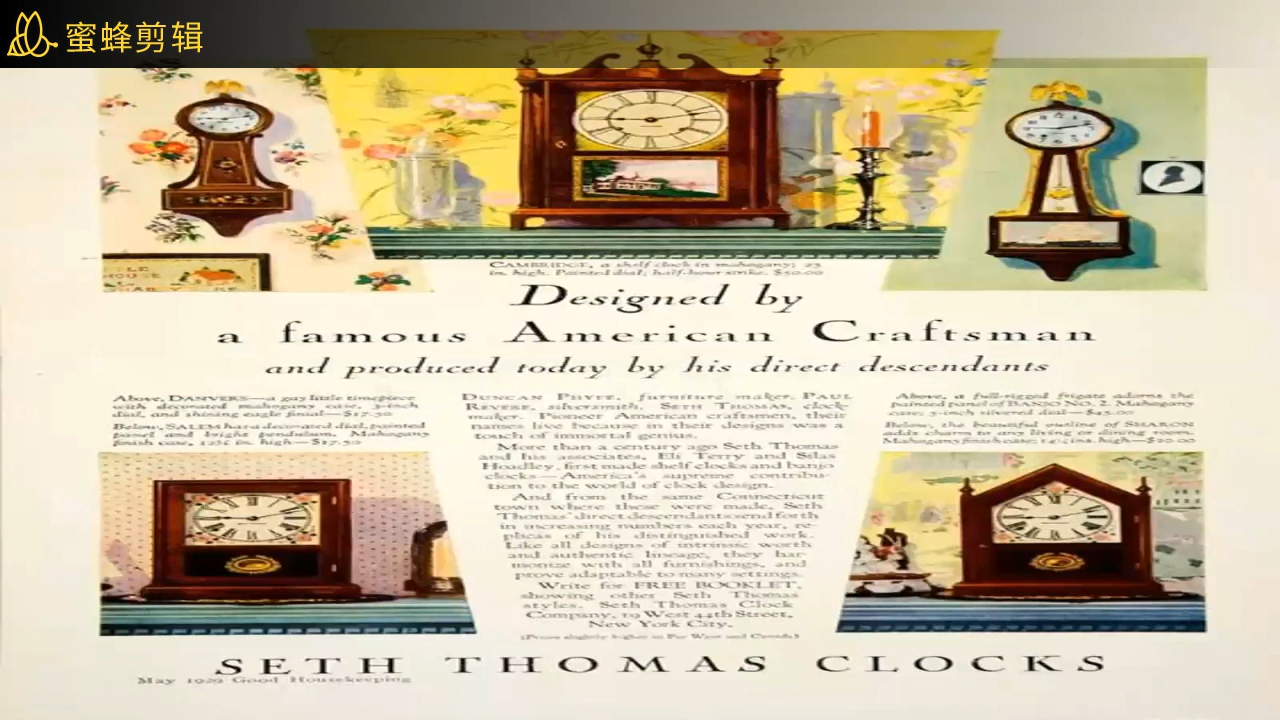 蜜蜂剪辑
CAMBRIDGE, a shelf clock in mahogany; 23
in. high. Painted dial; half-hour strike. $50.00
Designed by
a famous American Craftsman
and produced today by his direct descendants
Above, DANVERS—a gay little timepiece
with decorated mahogany case, 3-inch
dial, and shining eagle finial—$17.50
Below, SALEM has a decorated dial, painted
panel and bright pendulum. Mahogany
finish case, 12¾ in. high—$17.50
DUNCAN PHYFE, furniture maker. PAUL
REVERE, silversmith. SETH THOMAS, clock-
maker. Pioneer American craftsmen, their
names live because in their designs was a
touch of immortal genius.
More than a century ago Seth Thomas
and his associates, Eli Terry and Silas
Hoadley, first made shelf clocks and banjo
clocks—America's supreme contribu-
tion to the world of clock design.
And from the same Connecticut
town where these were made, Seth
Thomas' direct descendants send forth
in increasing numbers each year, re-
plicas of his distinguished work.
Like all designs of intrinsic worth
and authentic lineage, they har-
monize with all furnishings, and
prove adaptable to many settings.
Write for FREE BOOKLET,
showing other Seth Thomas
styles. Seth Thomas Clock
Company, 19 West 44th Street,
New York City.
(Prices slightly higher in Far West and Canada)
Above, a full-rigged frigate adorns the
painted panel of BANJO NO. 2. Mahogany
case; 5-inch silvered dial—$45.00
Below, the beautiful outline of SHARON
adds charm to any living or dining room.
Mahogany finish case; 14¼ ins. high—$20.00
SETH THOMAS CLOCKS
May 1929 Good Housekeeping